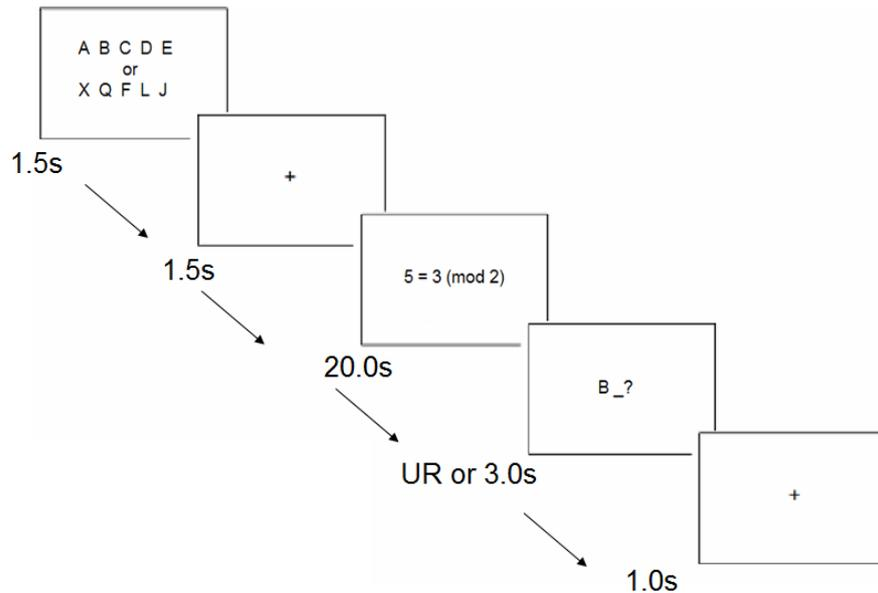 A B C D E
or
X Q F L J
1.5s
+
1.5s
5 = 3 (mod 2)
20.0s
B _?
UR or 3.0s
+
1.0s